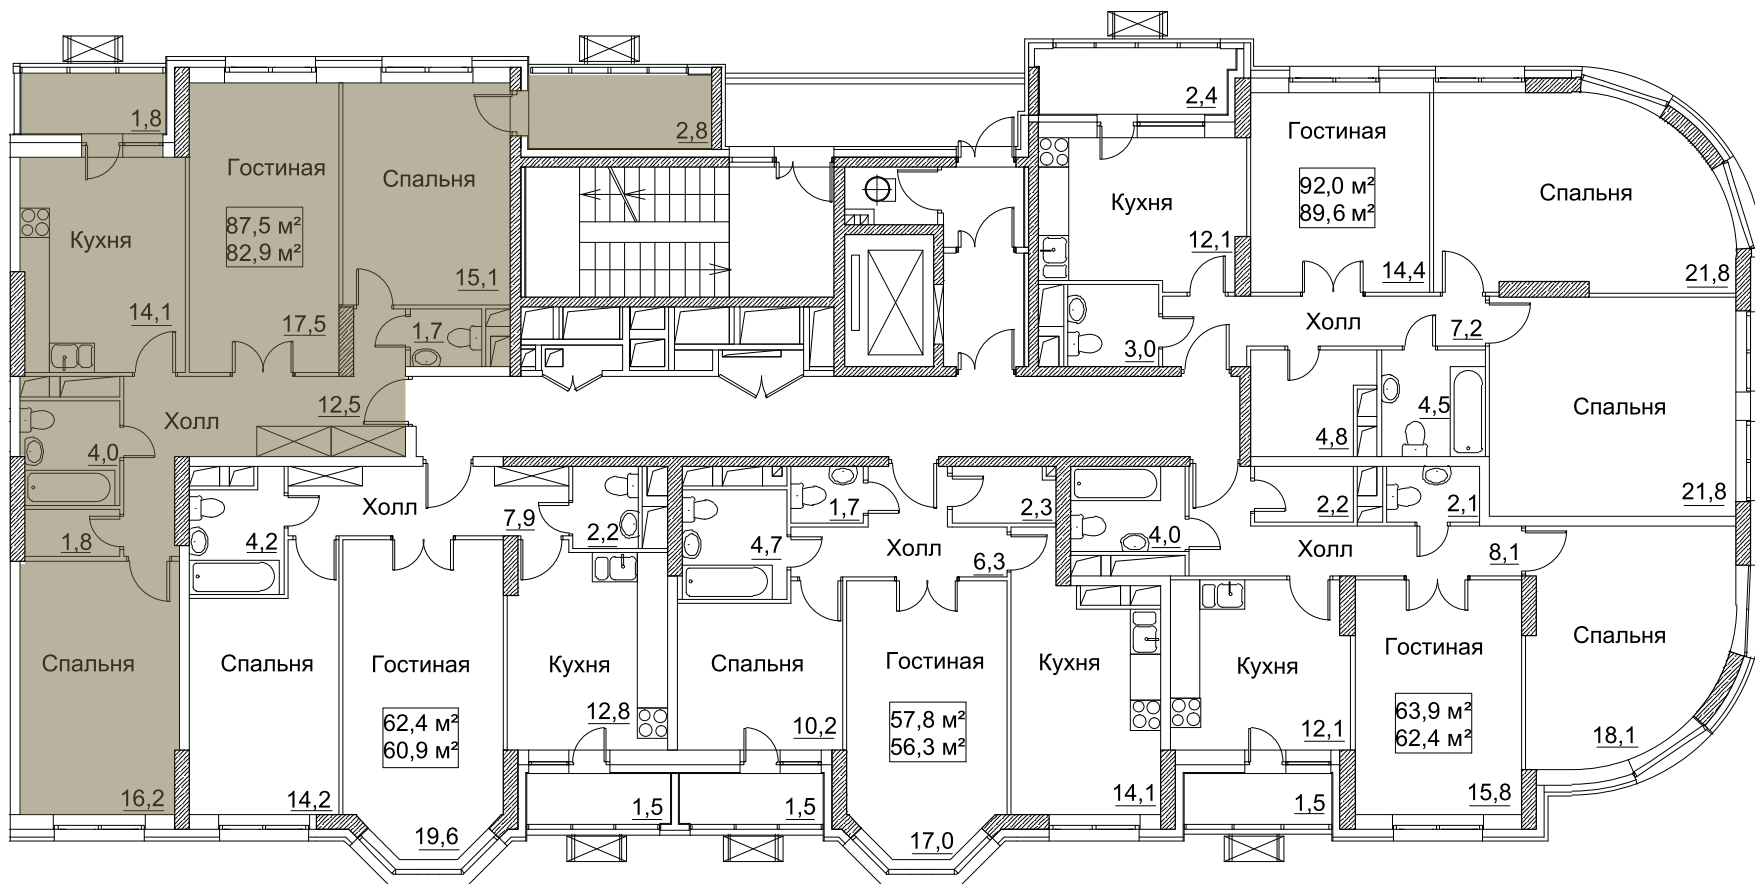 1,8
2,8
2,4
Гостиная
Спальня
87,5 м²
82,9 м²
Кухня
15,1
14,1
17,5
1,7
Холл
12,5
4,0
1,8
Спальня
16,2
Гостиная
92,0 м²
89,6 м²
Кухня
12,1
14,4
Спальня
21,8
3,0
Холл
7,2
4,8
4,5
Спальня
21,8
Холл
7,9
4,2
2,2
Спальня
Гостиная
Кухня
62,4 м²
60,9 м²
12,8
14,2
19,6
1,5
1,7
2,3
4,7
Холл
6,3
Спальня
Гостиная
Кухня
57,8 м²
56,3 м²
10,2
14,1
1,5
17,0
2,2
2,1
4,0
Холл
8,1
Кухня
Гостиная
Спальня
63,9 м²
62,4 м²
12,1
18,1
15,8
1,5